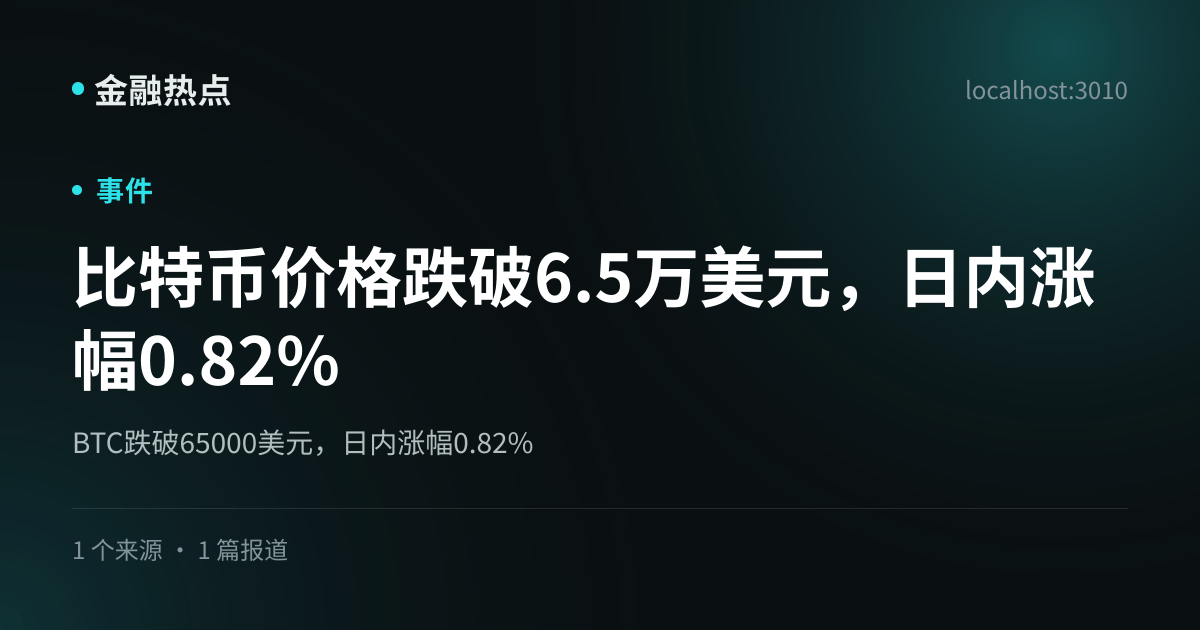 金融热点
localhost:3010
事件
比特币价格跌破6.5万美元，日内涨
幅0.82%
BTC跌破65000美元，日内涨幅0.82%
1 个来源 · 1 篇报道